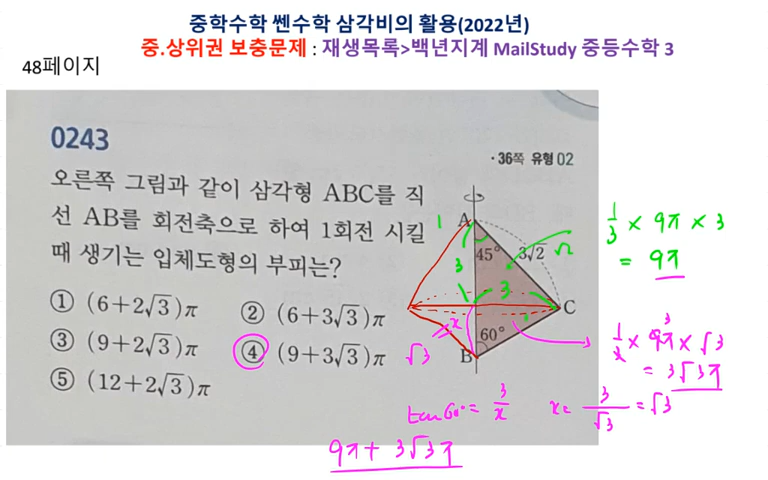 중학수학 쎈수학 삼각비의 활용(2022년)
중.상위권 보충문제 : 재생목록>백년지계 MailStudy 중등수학 3
48페이지
0243
· 36쪽 유형 02
오른쪽 그림과 같이 삼각형 ABC를 직
선 AB를 회전축으로 하여 1회전 시킬
때 생기는 입체도형의 부피는?
① (6+2√3)π ② (6+3√3)π
③ (9+2√3)π ④ (9+3√3)π
⑤ (12+2√3)π
A
1
45°
3√2
√2
3
1
3
C
x
60°
√3
B
1/3 × 9π × 3
= 9π
1/3 × 9π × √3
3
= 3√3π
tan60° = 3/x
x = 3/√3 = √3
9π + 3√3π